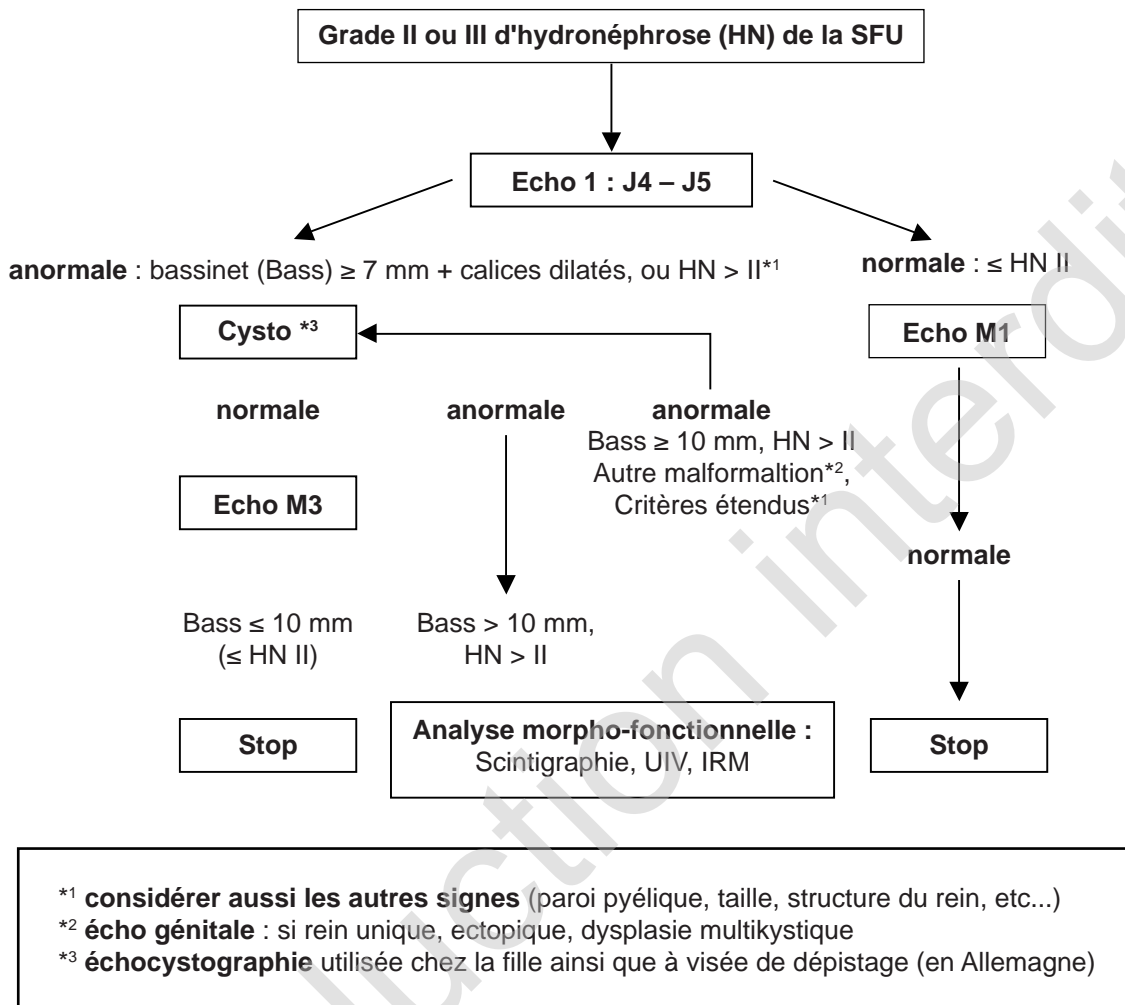 Grade II ou III d'hydronéphrose (HN) de la SFU
Echo 1 : J4 – J5
anormale : bassinet (Bass) ≥ 7 mm + calices dilatés, ou HN > II*1
normale : ≤ HN II
Cysto *3
Echo M1
normale
anormale
anormale
Bass ≥ 10 mm, HN > II
Autre malformaltion*2,
Critères étendus*1
Echo M3
normale
Bass ≤ 10 mm
(≤ HN II)
Bass > 10 mm,
HN > II
Stop
Analyse morpho-fonctionnelle :
Scintigraphie, UIV, IRM
Stop
*1 considérer aussi les autres signes (paroi pyélique, taille, structure du rein, etc...)
*2 écho génitale : si rein unique, ectopique, dysplasie multikystique
*3 échocystographie utilisée chez la fille ainsi que à visée de dépistage (en Allemagne)
uction interdit